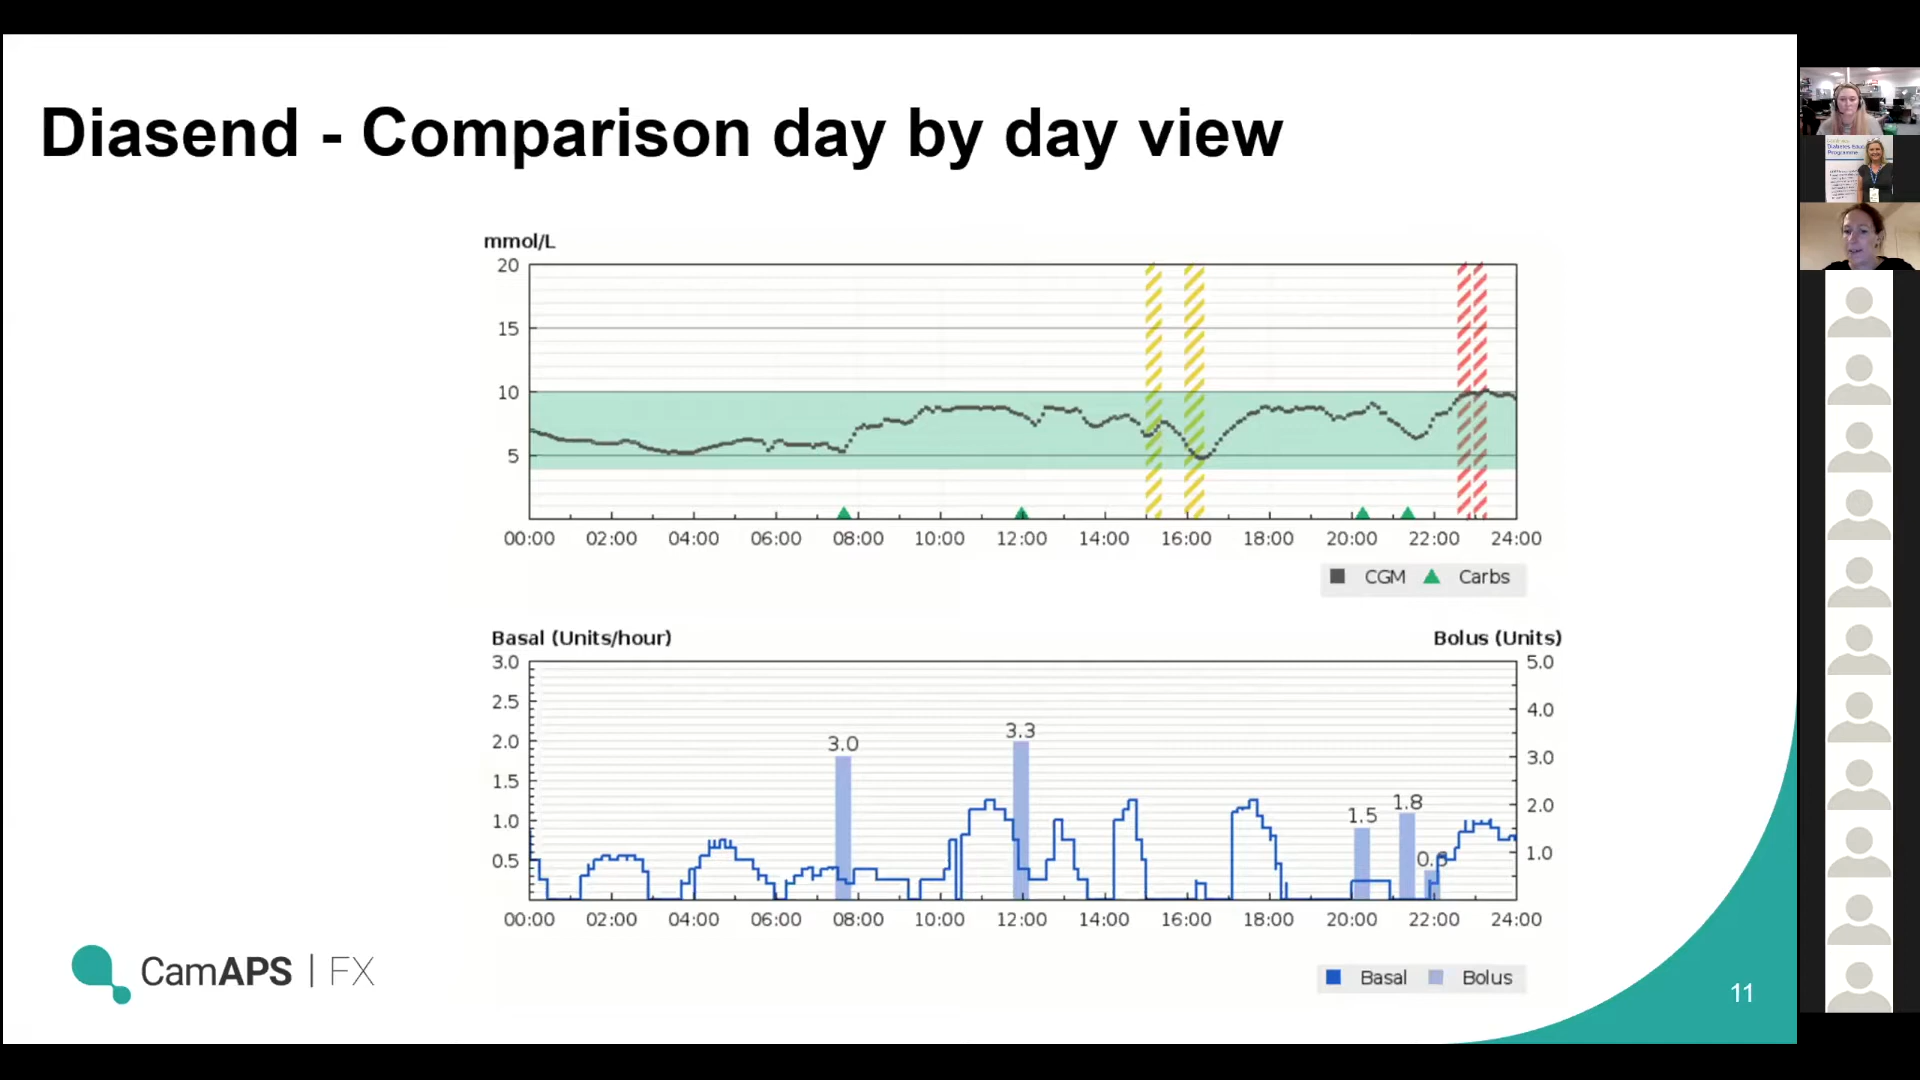 Diasend - Comparison day by day view
mmol/L
20
15
10
5
00:00 02:00 04:00 06:00 08:00 10:00 12:00 14:00 16:00 18:00 20:00 22:00 24:00
CGM Carbs
Basal (Units/hour) Bolus (Units)
3.0 5.0
2.5 4.0
2.0 3.0
1.5 2.0
1.0 1.0
0.5
3.0 3.3 1.5 1.8
00:00 02:00 04:00 06:00 08:00 10:00 12:00 14:00 16:00 18:00 20:00 22:00 24:00
Basal Bolus
CamAPS | FX
11
Programme